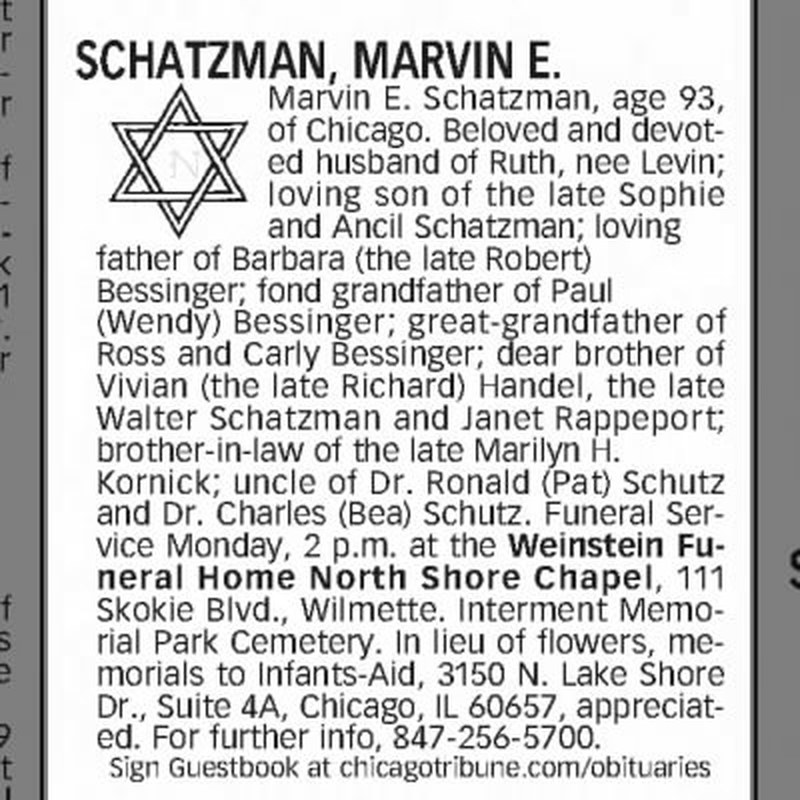 SCHATZMAN, MARVIN E.
Marvin E. Schatzman, age 93,
of Chicago. Beloved and devot-
ed husband of Ruth, nee Levin;
loving son of the late Sophie
and Ancil Schatzman; loving
father of Barbara (the late Robert)
Bessinger; fond grandfather of Paul
(Wendy) Bessinger; great-grandfather of
Ross and Carly Bessinger; dear brother of
Vivian (the late Richard) Handel, the late
Walter Schatzman and Janet Rappeport;
brother-in-law of the late Marilyn H.
Kornick; uncle of Dr. Ronald (Pat) Schutz
and Dr. Charles (Bea) Schutz. Funeral Ser-
vice Monday, 2 p.m. at the Weinstein Fu-
neral Home North Shore Chapel, 111
Skokie Blvd., Wilmette. Interment Memo-
rial Park Cemetery. In lieu of flowers, me-
morials to Infants-Aid, 3150 N. Lake Shore
Dr., Suite 4A, Chicago, IL 60657, appreciat-
ed. For further info, 847-256-5700.
Sign Guestbook at chicagotribune.com/obituaries